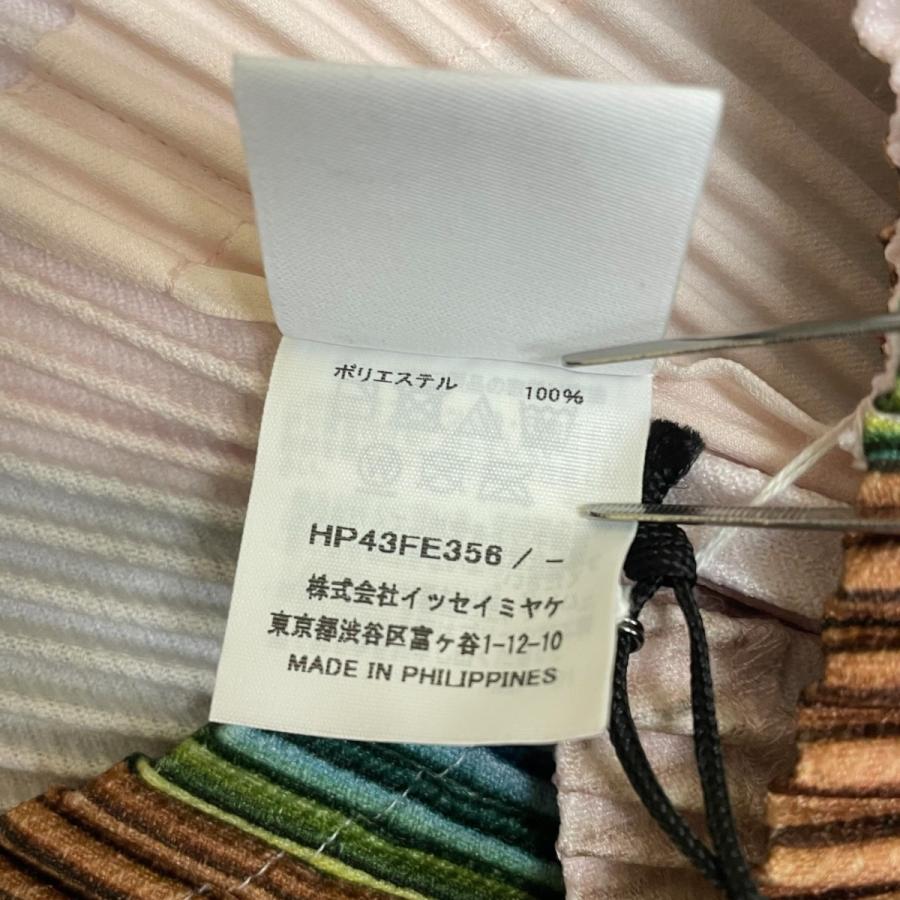 ポリエステル 100%
HP43FE356 / -
株式会社イッセイミヤケ
東京都渋谷区富ヶ谷1-12-10
MADE IN PHILIPPINES